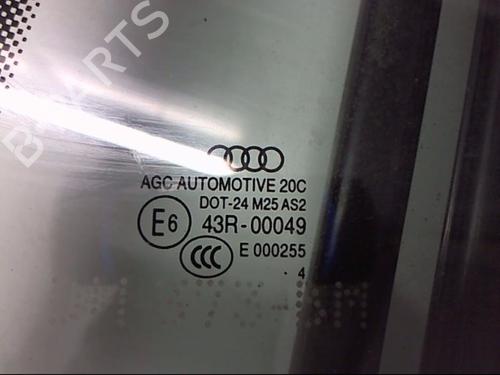 B-PARTS
AGC AUTOMOTIVE 20C
DOT-24 M25 AS2
E6 43R-00049
CCC E 000255
4